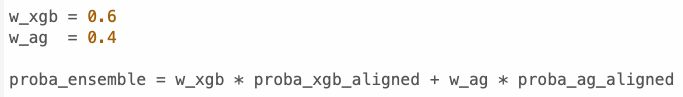 w_xgb = 0.6
w_ag  = 0.4
proba_ensemble = w_xgb * proba_xgb_aligned + w_ag * proba_ag_aligned